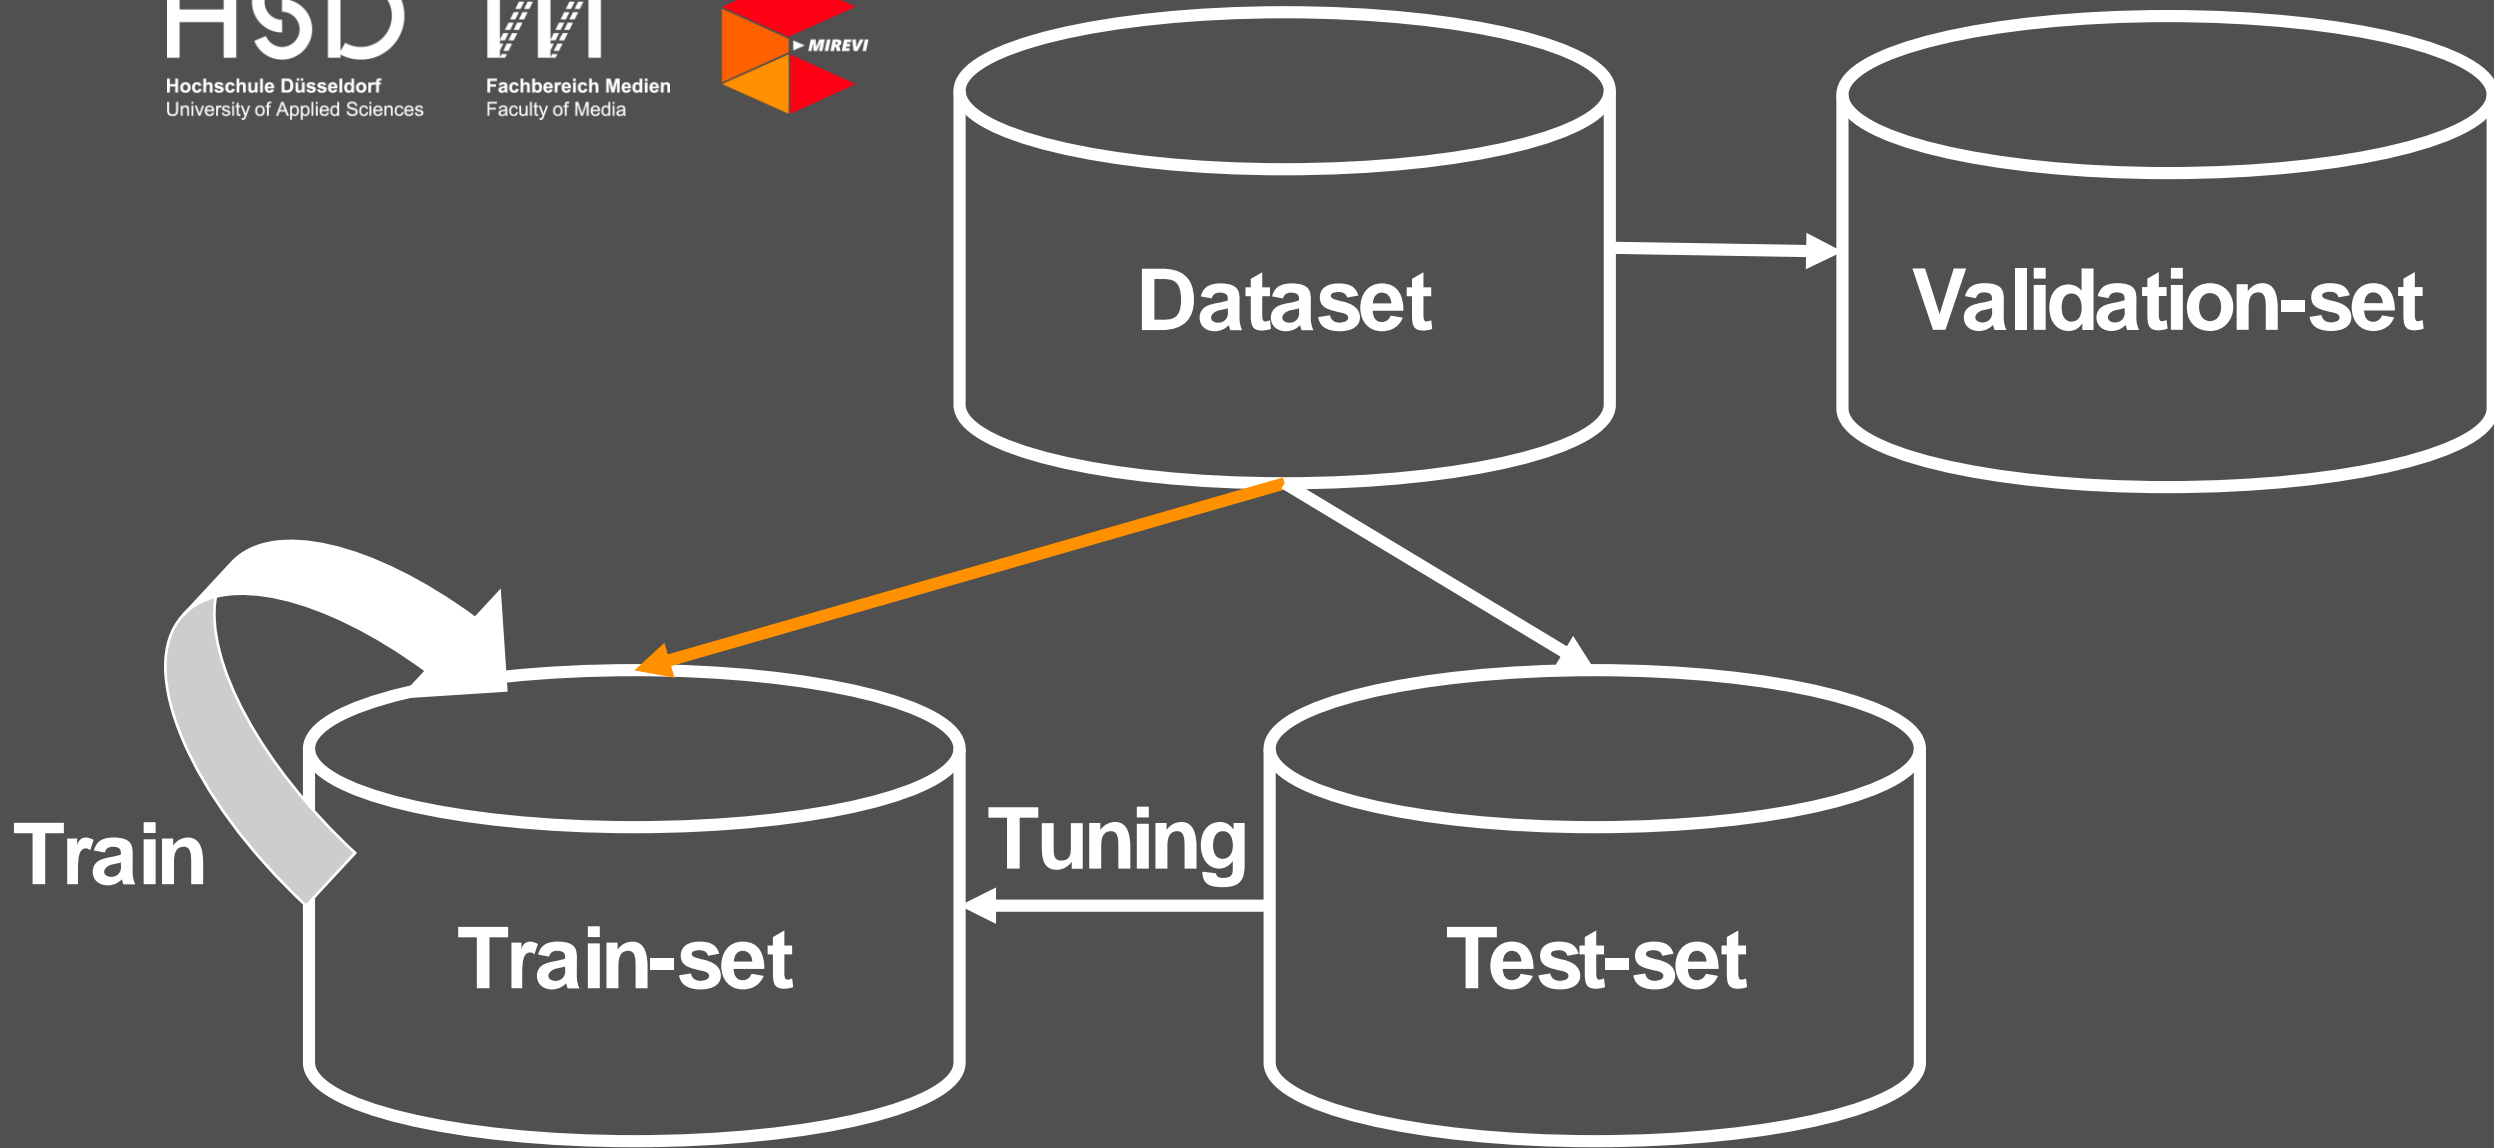 HSD
Hochschule Düsseldorf
University of Applied Sciences
Fachbereich Medien
Faculty of Media
MIREVI
Dataset
Validation-set
Train
Tuning
Train-set
Test-set